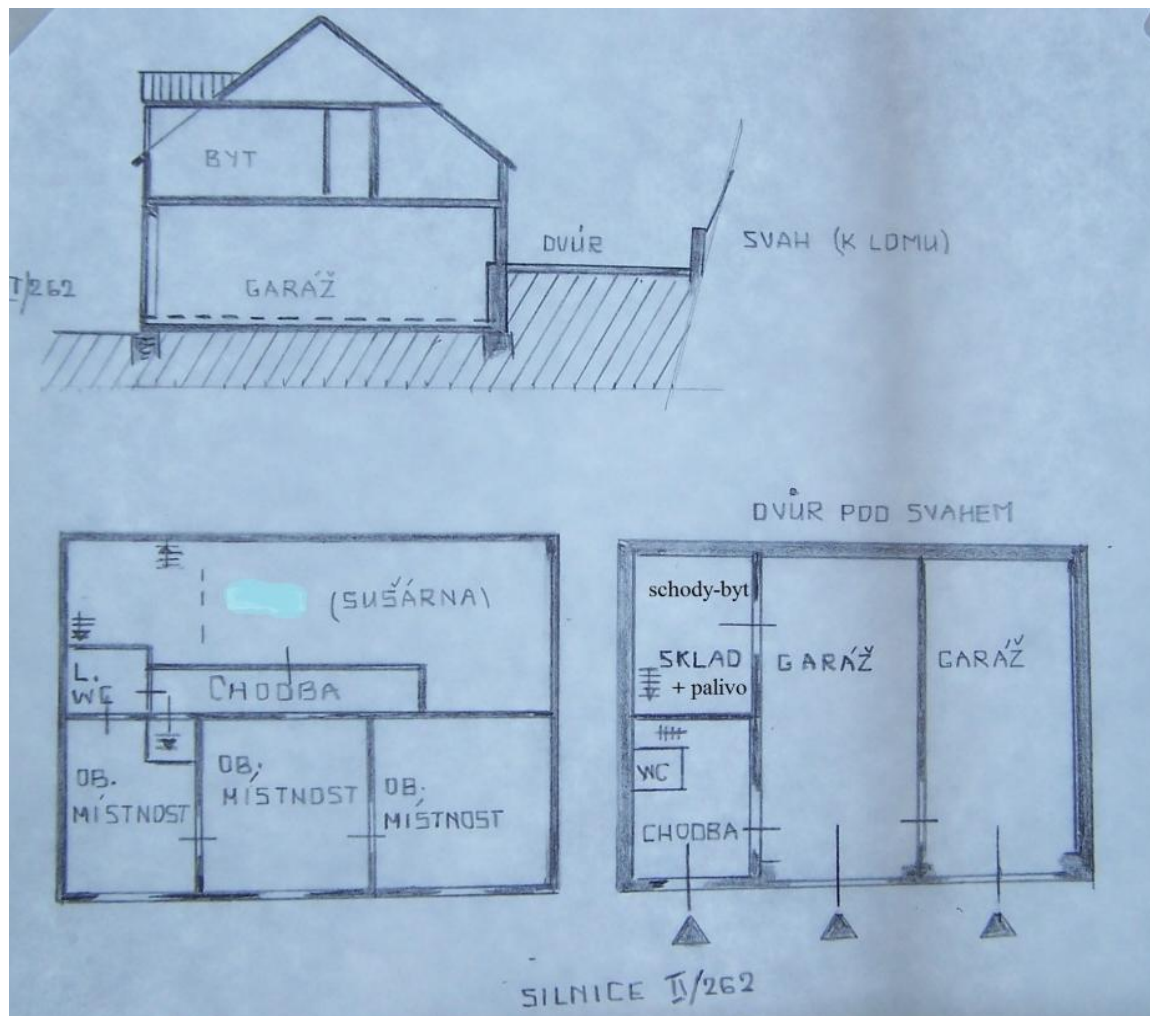 BYT
DVŮR
SVAH (K LOMU)
II/262
GARÁŽ
DVŮR POD SVAHEM
(SUŠÁRNA)
L.
WC
CHODBA
OB.
MÍSTNOST
OB.
MÍSTNOST
OB.
MÍSTNOST
schody-byt
SKLAD
+ palivo
GARÁŽ
GARÁŽ
WC
CHODBA
SILNICE II/262